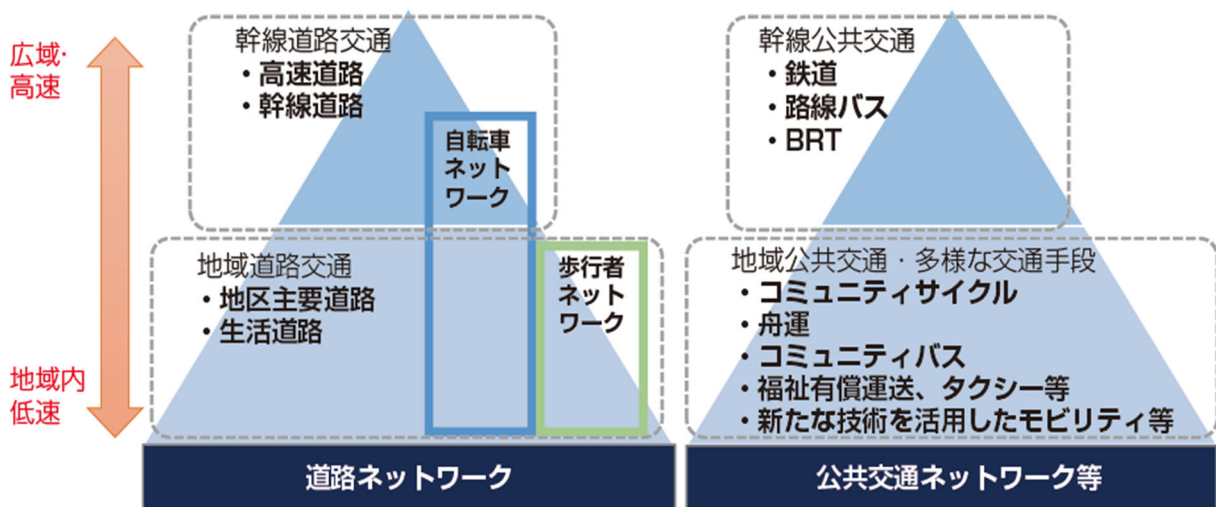 広域・
高速
地域内
低速
幹線道路交通
・高速道路
・幹線道路
自転車
ネット
ワーク
地域道路交通
・地区主要道路
・生活道路
歩行者
ネット
ワーク
道路ネットワーク
幹線公共交通
・鉄道
・路線バス
・BRT
地域公共交通・多様な交通手段
・コミュニティサイクル
・舟運
・コミュニティバス
・福祉有償運送、タクシー等
・新たな技術を活用したモビリティ等
公共交通ネットワーク等